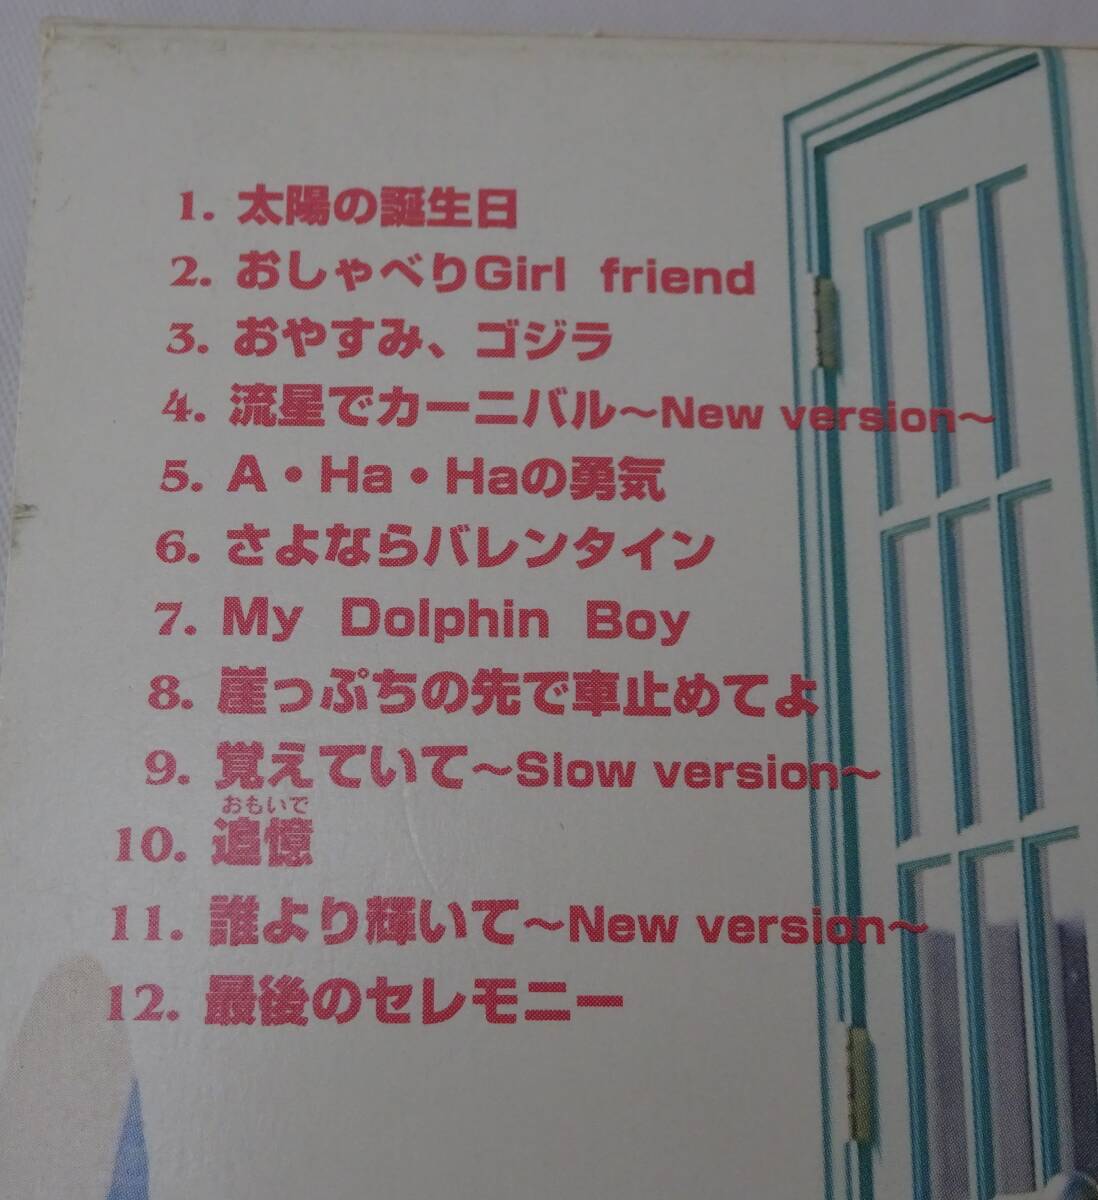 1. 太陽の誕生日
2. おしゃべりGirl friend
3. おやすみ、ゴジラ
4. 流星でカーニバル～New version～
5. A・Ha・Haの勇気
6. さよならバレンタイン
7. My Dolphin Boy
8. 崖っぷちの先で車止めてよ
9. 覚えていて～Slow version～
おもいで
10. 追憶
11. 誰より輝いて～New version～
12. 最後のセレモニー